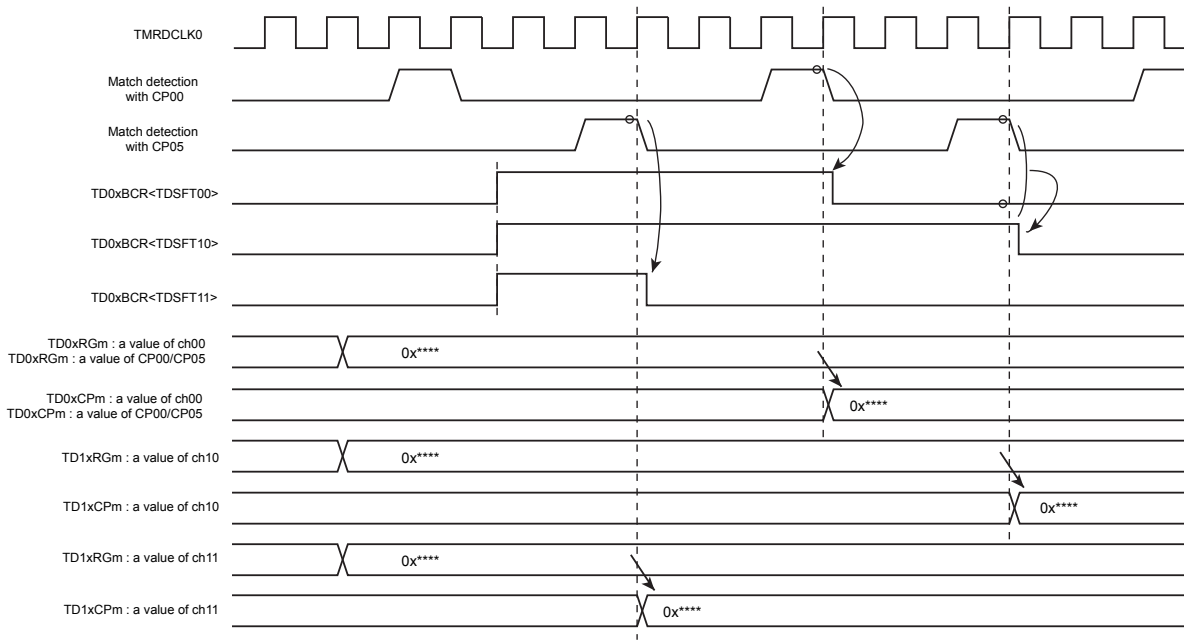 TMRDCLK0
Match detection
with CP00
Match detection
with CP05
TD0xBCR<TDSFT00>
TD0xBCR<TDSFT10>
TD0xBCR<TDSFT11>
TD0xRGm : a value of ch00
TD0xRGm : a value of CP00/CP05
0x****
TD0xCPm : a value of ch00
TD0xCPm : a value of CP00/CP05
0x****
TD1xRGm : a value of ch10
0x****
TD1xCPm : a value of ch10
0x****
TD1xRGm : a value of ch11
0x****
TD1xCPm : a value of ch11
0x****